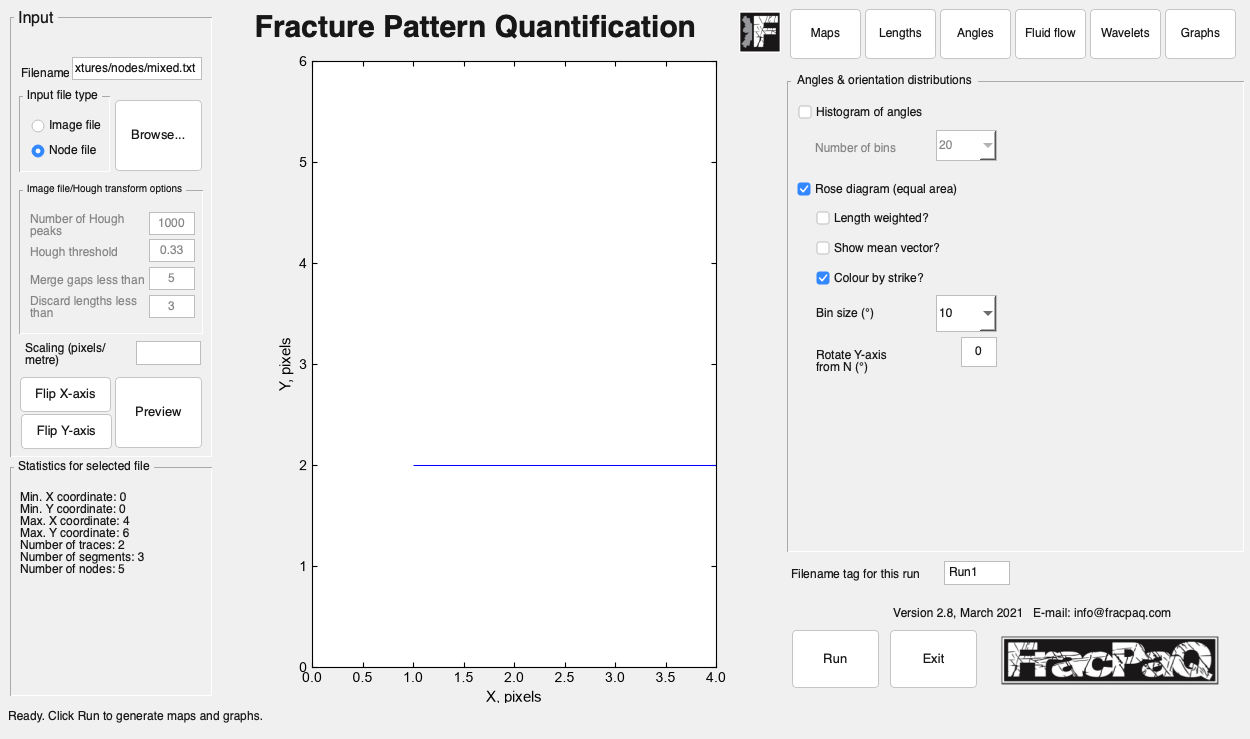 Input
Fracture Pattern Quantification
F
Maps
Lengths
Angles
Fluid flow
Wavelets
Graphs
Filename
xtures/nodes/mixed.txt
Input file type
Image file
Node file
Browse...
Image file/Hough transform options
Number of Hough
peaks
1000
Hough threshold
0.33
Merge gaps less than
5
Discard lengths less
than
3
Scaling (pixels/
metre)
Flip X-axis
Flip Y-axis
Preview
Statistics for selected file
Min. X coordinate: 0
Min. Y coordinate: 0
Max. X coordinate: 4
Max. Y coordinate: 6
Number of traces: 2
Number of segments: 3
Number of nodes: 5
Ready. Click Run to generate maps and graphs.
6
5
4
3
2
1
0
Y, pixels
0.0 0.5 1.0 1.5 2.0 2.5 3.0 3.5 4.0
X, pixels
Angles & orientation distributions
Histogram of angles
Number of bins
20
Rose diagram (equal area)
Length weighted?
Show mean vector?
Colour by strike?
Bin size (°)
10
Rotate Y-axis
from N (°)
0
Filename tag for this run
Run1
Version 2.8, March 2021 E-mail: info@fracpaq.com
Run
Exit
FracPaQ